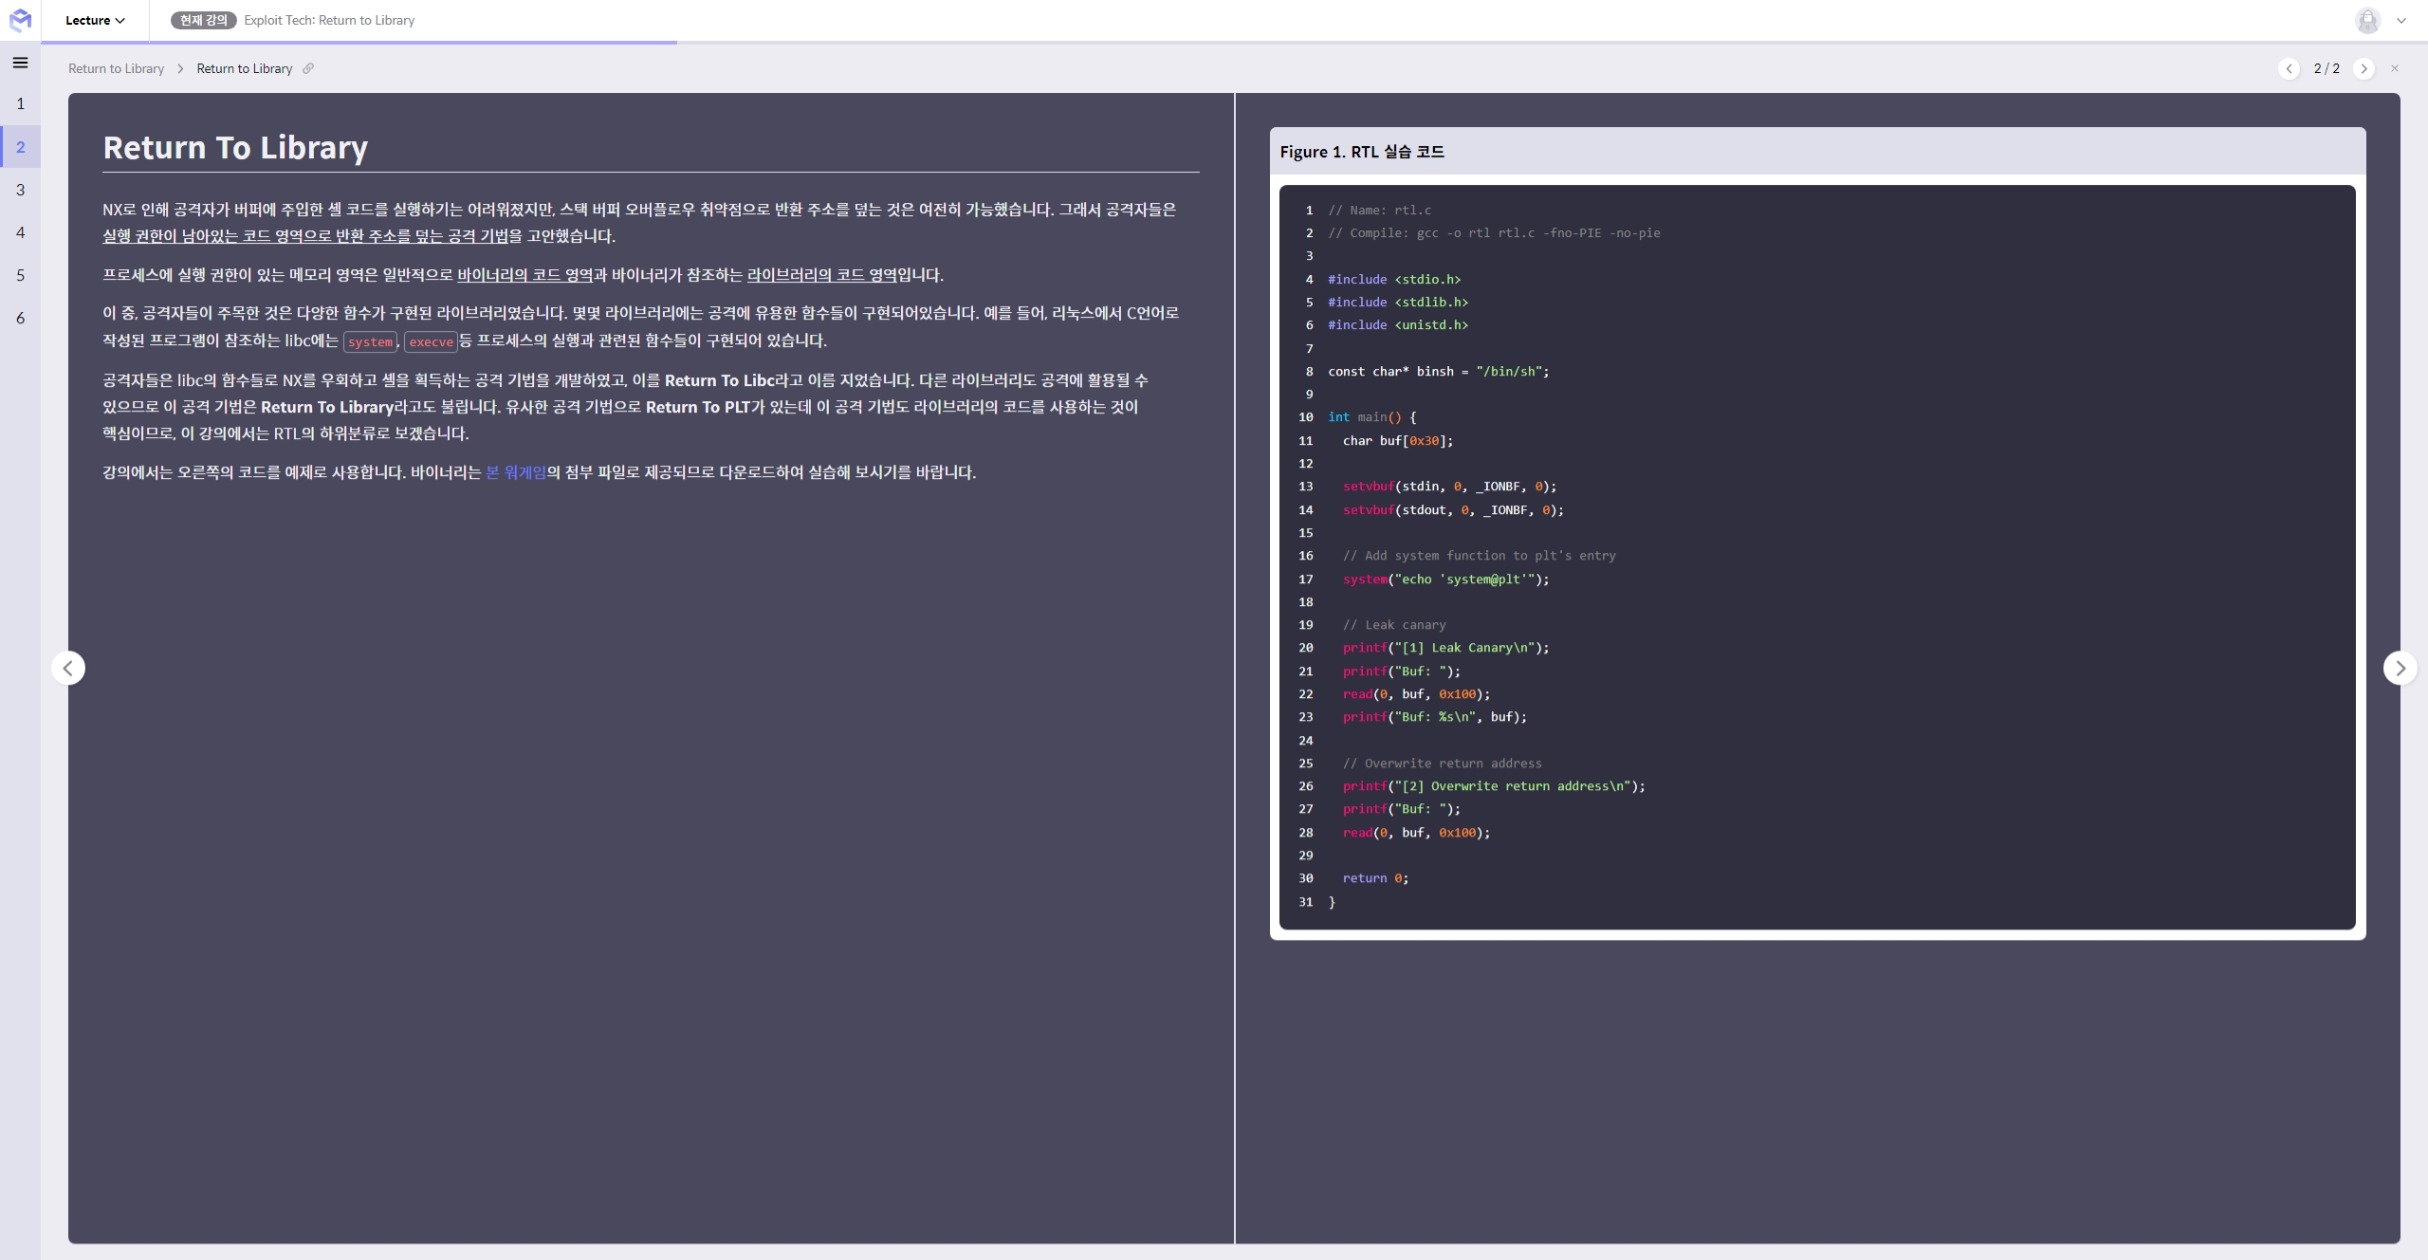 Lecture
현재 강의 Exploit Tech: Return to Library
Return to Library > Return to Library
2 / 2
1
2
3
4
5
6
Return To Library
NX로 인해 공격자가 버퍼에 주입한 셸 코드를 실행하기는 어려워졌지만, 스택 버퍼 오버플로우 취약점으로 반환 주소를 덮는 것은 여전히 가능했습니다. 그래서 공격자들은
실행 권한이 남아있는 코드 영역으로 반환 주소를 덮는 공격 기법을 고안했습니다.
프로세스에 실행 권한이 있는 메모리 영역은 일반적으로 바이너리의 코드 영역과 바이너리가 참조하는 라이브러리의 코드 영역입니다.
이 중, 공격자들이 주목한 것은 다양한 함수가 구현된 라이브러리였습니다. 몇몇 라이브러리에는 공격에 유용한 함수들이 구현되어있습니다. 예를 들어, 리눅스에서 C언어로
작성된 프로그램이 참조하는 libc에는 system, execve등 프로세스의 실행과 관련된 함수들이 구현되어 있습니다.
공격자들은 libc의 함수들로 NX를 우회하고 셸을 획득하는 공격 기법을 개발하였고, 이를 Return To Libc라고 이름 지었습니다. 다른 라이브러리도 공격에 활용될 수
있으므로 이 공격 기법은 Return To Library라고도 불립니다. 유사한 공격 기법으로 Return To PLT가 있는데 이 공격 기법도 라이브러리의 코드를 사용하는 것이
핵심이므로, 이 강의에서는 RTL의 하위분류로 보겠습니다.
강의에서는 오른쪽의 코드를 예제로 사용합니다. 바이너리는 본 워게임의 첨부 파일로 제공되므로 다운로드하여 실습해 보시기를 바랍니다.
Figure 1. RTL 실습 코드
1 // Name: rtl.c
2 // Compile: gcc -o rtl rtl.c -fno-PIE -no-pie
3
4 #include <stdio.h>
5 #include <stdlib.h>
6 #include <unistd.h>
7
8 const char* binsh = "/bin/sh";
9
10 int main() {
11 char buf[0x30];
12
13 setvbuf(stdin, 0, _IONBF, 0);
14 setvbuf(stdout, 0, _IONBF, 0);
15
16 // Add system function to plt's entry
17 system("echo 'system@plt'");
18
19 // Leak canary
20 printf("[1] Leak Canary\n");
21 printf("Buf: ");
22 read(0, buf, 0x100);
23 printf("Buf: %s\n", buf);
24
25 // Overwrite return address
26 printf("[2] Overwrite return address\n");
27 printf("Buf: ");
28 read(0, buf, 0x100);
29
30 return 0;
31 }